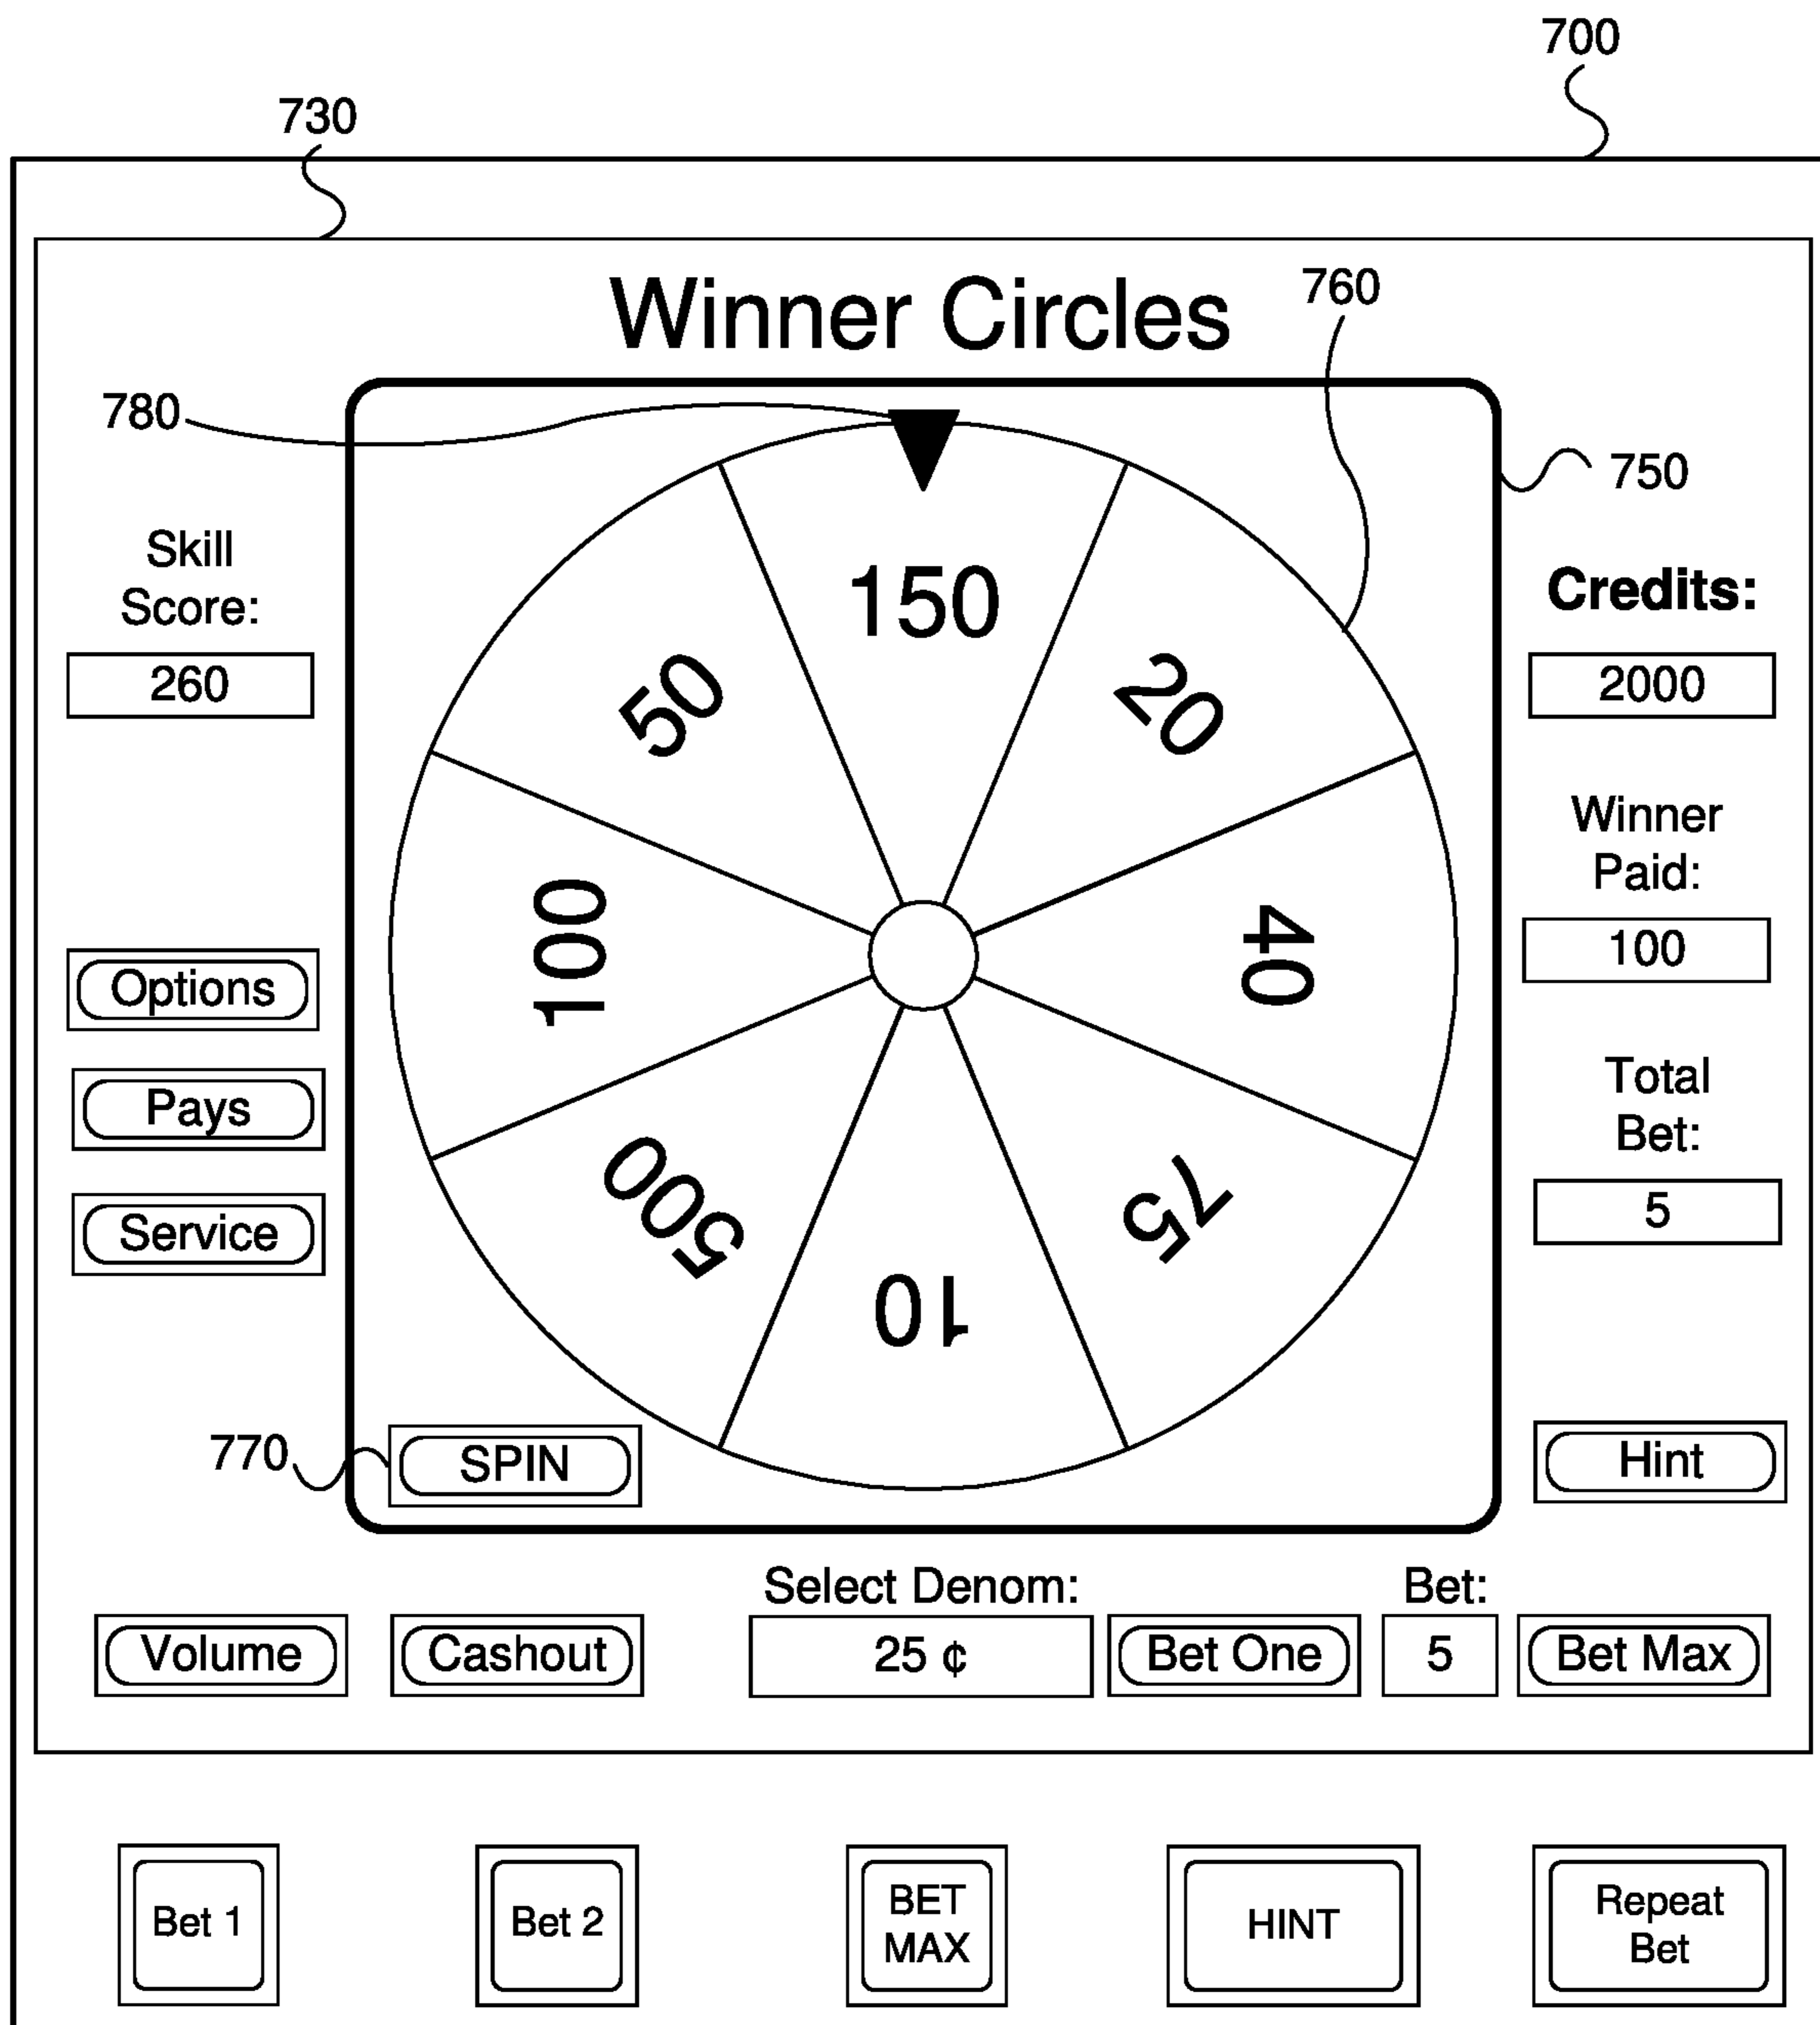 700
730
Winner Circles
760
780
750
Skill
Score:
260
Credits:
2000
Winner
Paid:
100
Total
Bet:
5
150
20
40
75
10
500
100
50
Options
Pays
Service
770
SPIN
Hint
Select Denom:
Bet:
Volume
Cashout
25 ¢
Bet One
5
Bet Max
Bet 1
Bet 2
BET
MAX
HINT
Repeat
Bet